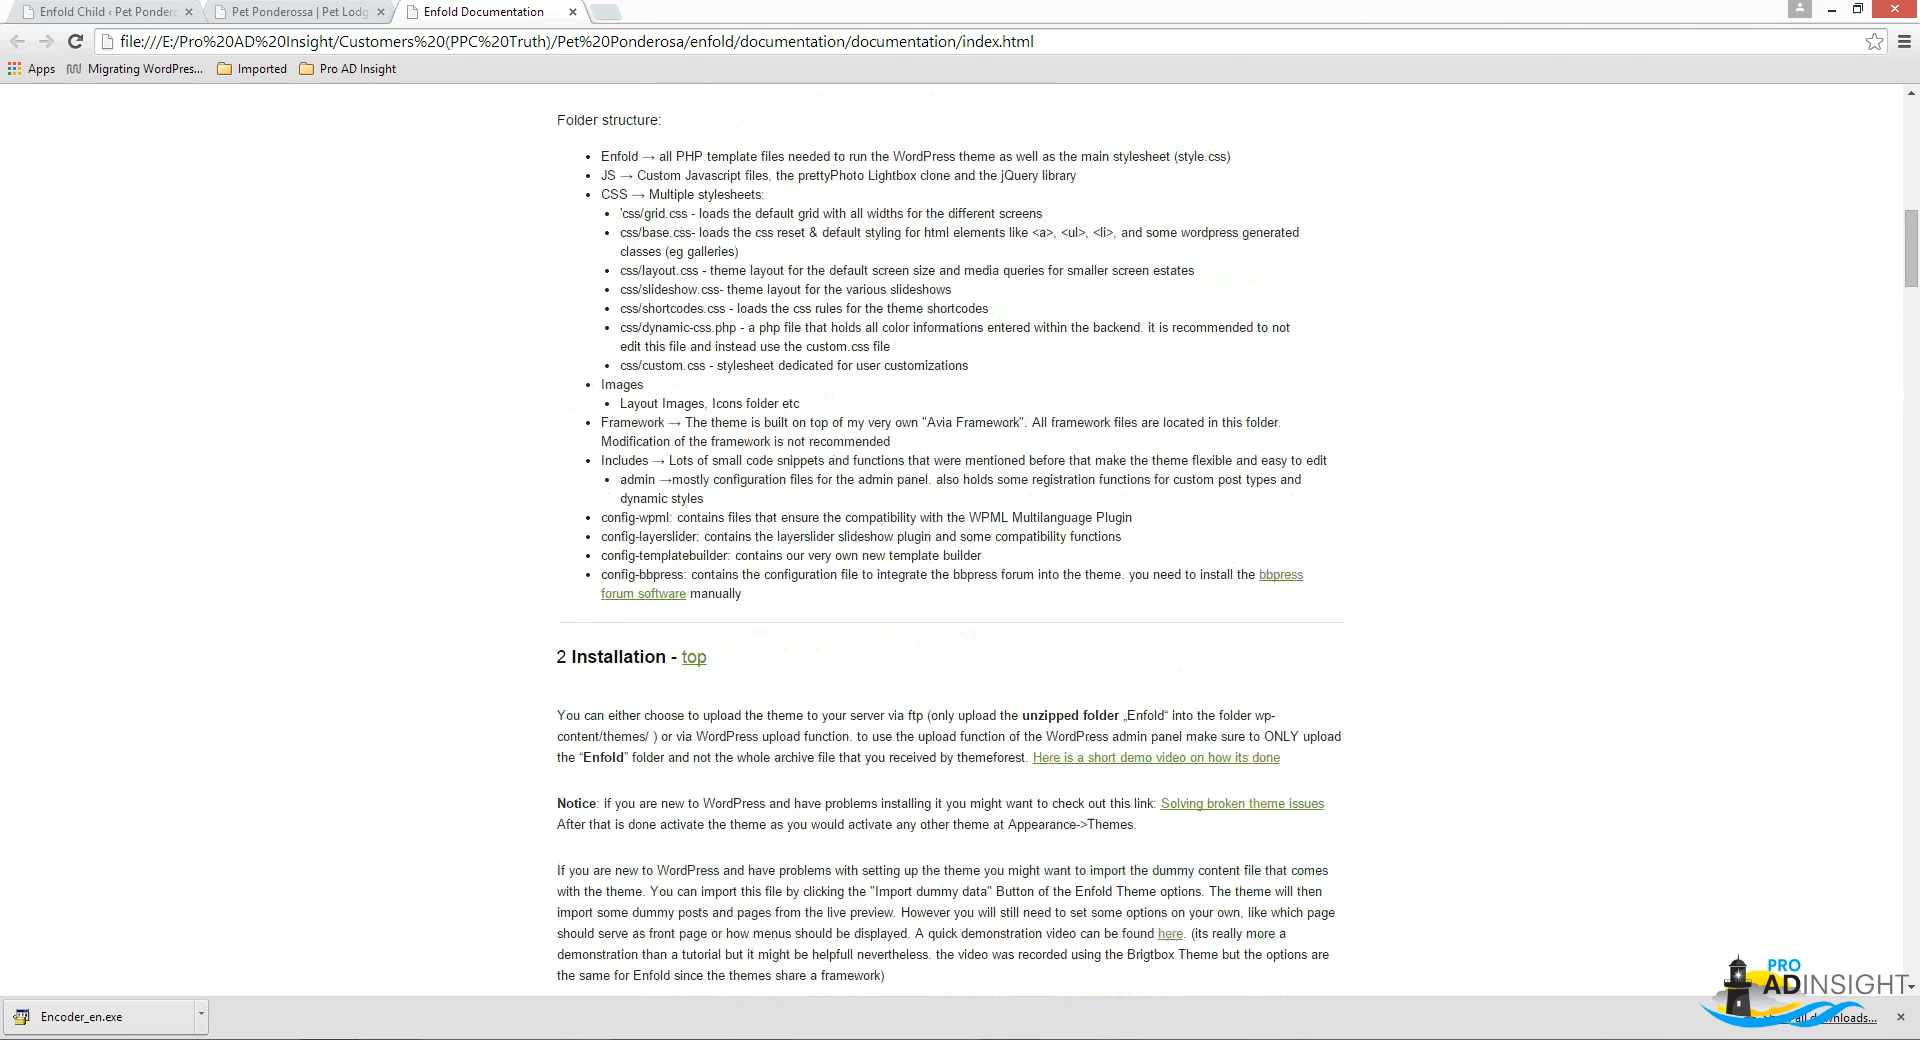 Enfold Child ‹ Pet Ponder
Pet Ponderossa | Pet Lodg
Enfold Documentation
file:///E:/Pro%20AD%20Insight/Customers%20(PPC%20Truth)/Pet%20Ponderosa/enfold/documentation/documentation/index.html
Apps
Migrating WordPres...
Imported
Pro AD Insight
Folder structure:
• Enfold → all PHP template files needed to run the WordPress theme as well as the main stylesheet (style.css)
• JS → Custom Javascript files, the prettyPhoto Lightbox clone and the jQuery library
• CSS → Multiple stylesheets:
• 'css/grid.css - loads the default grid with all widths for the different screens
• css/base.css- loads the css reset & default styling for html elements like <a>, <ul>, <li>, and some wordpress generated
classes (eg galleries)
• css/layout.css - theme layout for the default screen size and media queries for smaller screen estates
• css/slideshow.css- theme layout for the various slideshows
• css/shortcodes.css - loads the css rules for the theme shortcodes
• css/dynamic-css.php - a php file that holds all color informations entered within the backend. it is recommended to not
edit this file and instead use the custom.css file
• css/custom.css - stylesheet dedicated for user customizations
• Images
• Layout Images, Icons folder etc
• Framework → The theme is built on top of my very own "Avia Framework". All framework files are located in this folder.
Modification of the framework is not recommended
• Includes → Lots of small code snippets and functions that were mentioned before that make the theme flexible and easy to edit
• admin →mostly configuration files for the admin panel. also holds some registration functions for custom post types and
dynamic styles
• config-wpml: contains files that ensure the compatibility with the WPML Multilanguage Plugin
• config-layerslider: contains the layerslider slideshow plugin and some compatibility functions
• config-templatebuilder: contains our very own new template builder
• config-bbpress: contains the configuration file to integrate the bbpress forum into the theme. you need to install the bbpress
forum software manually
2 Installation - top
You can either choose to upload the theme to your server via ftp (only upload the unzipped folder „Enfold“ into the folder wp-
content/themes/ ) or via WordPress upload function. to use the upload function of the WordPress admin panel make sure to ONLY upload
the “Enfold” folder and not the whole archive file that you received by themeforest. Here is a short demo video on how its done
Notice: if you are new to WordPress and have problems installing it you might want to check out this link: Solving broken theme issues
After that is done activate the theme as you would activate any other theme at Appearance->Themes.
If you are new to WordPress and have problems with setting up the theme you might want to import the dummy content file that comes
with the theme. You can import this file by clicking the "Import dummy data" Button of the Enfold Theme options. The theme will then
import some dummy posts and pages from the live preview. However you will still need to set some options on your own, like which page
should serve as front page or how menus should be displayed. A quick demonstration video can be found here. (its really more a
demonstration than a tutorial but it might be helpfull nevertheless. the video was recorded using the Brigtbox Theme but the options are
the same for Enfold since the themes share a framework)
PRO
ADINSIGHT
Encoder_en.exe